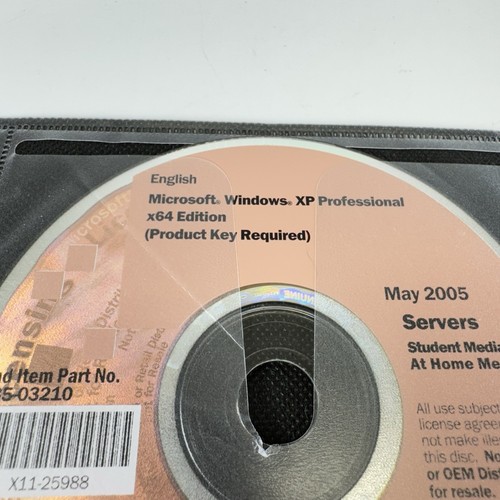 English
Microsoft® Windows® XP Professional
x64 Edition
(Product Key Required)
May 2005
Servers
Student Media
At Home Me
nd Item Part No.
5-03210
X11-25988
All use subject
license agree
not make ille
this disc. No
or OEM Dis
for resale.